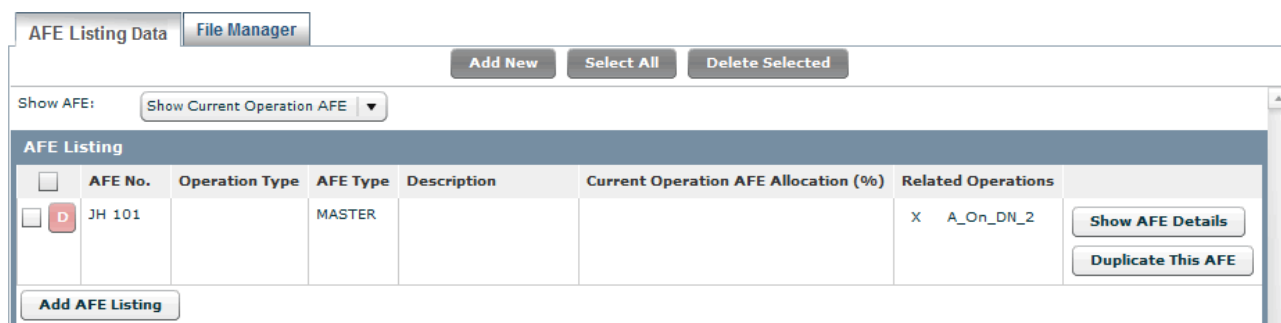 AFE Listing Data File Manager
Add New Select All Delete Selected
Show AFE: Show Current Operation AFE
AFE Listing
AFE No. Operation Type AFE Type Description Current Operation AFE Allocation (%) Related Operations
D JH 101 MASTER X A_On_DN_2 Show AFE Details
Duplicate This AFE
Add AFE Listing